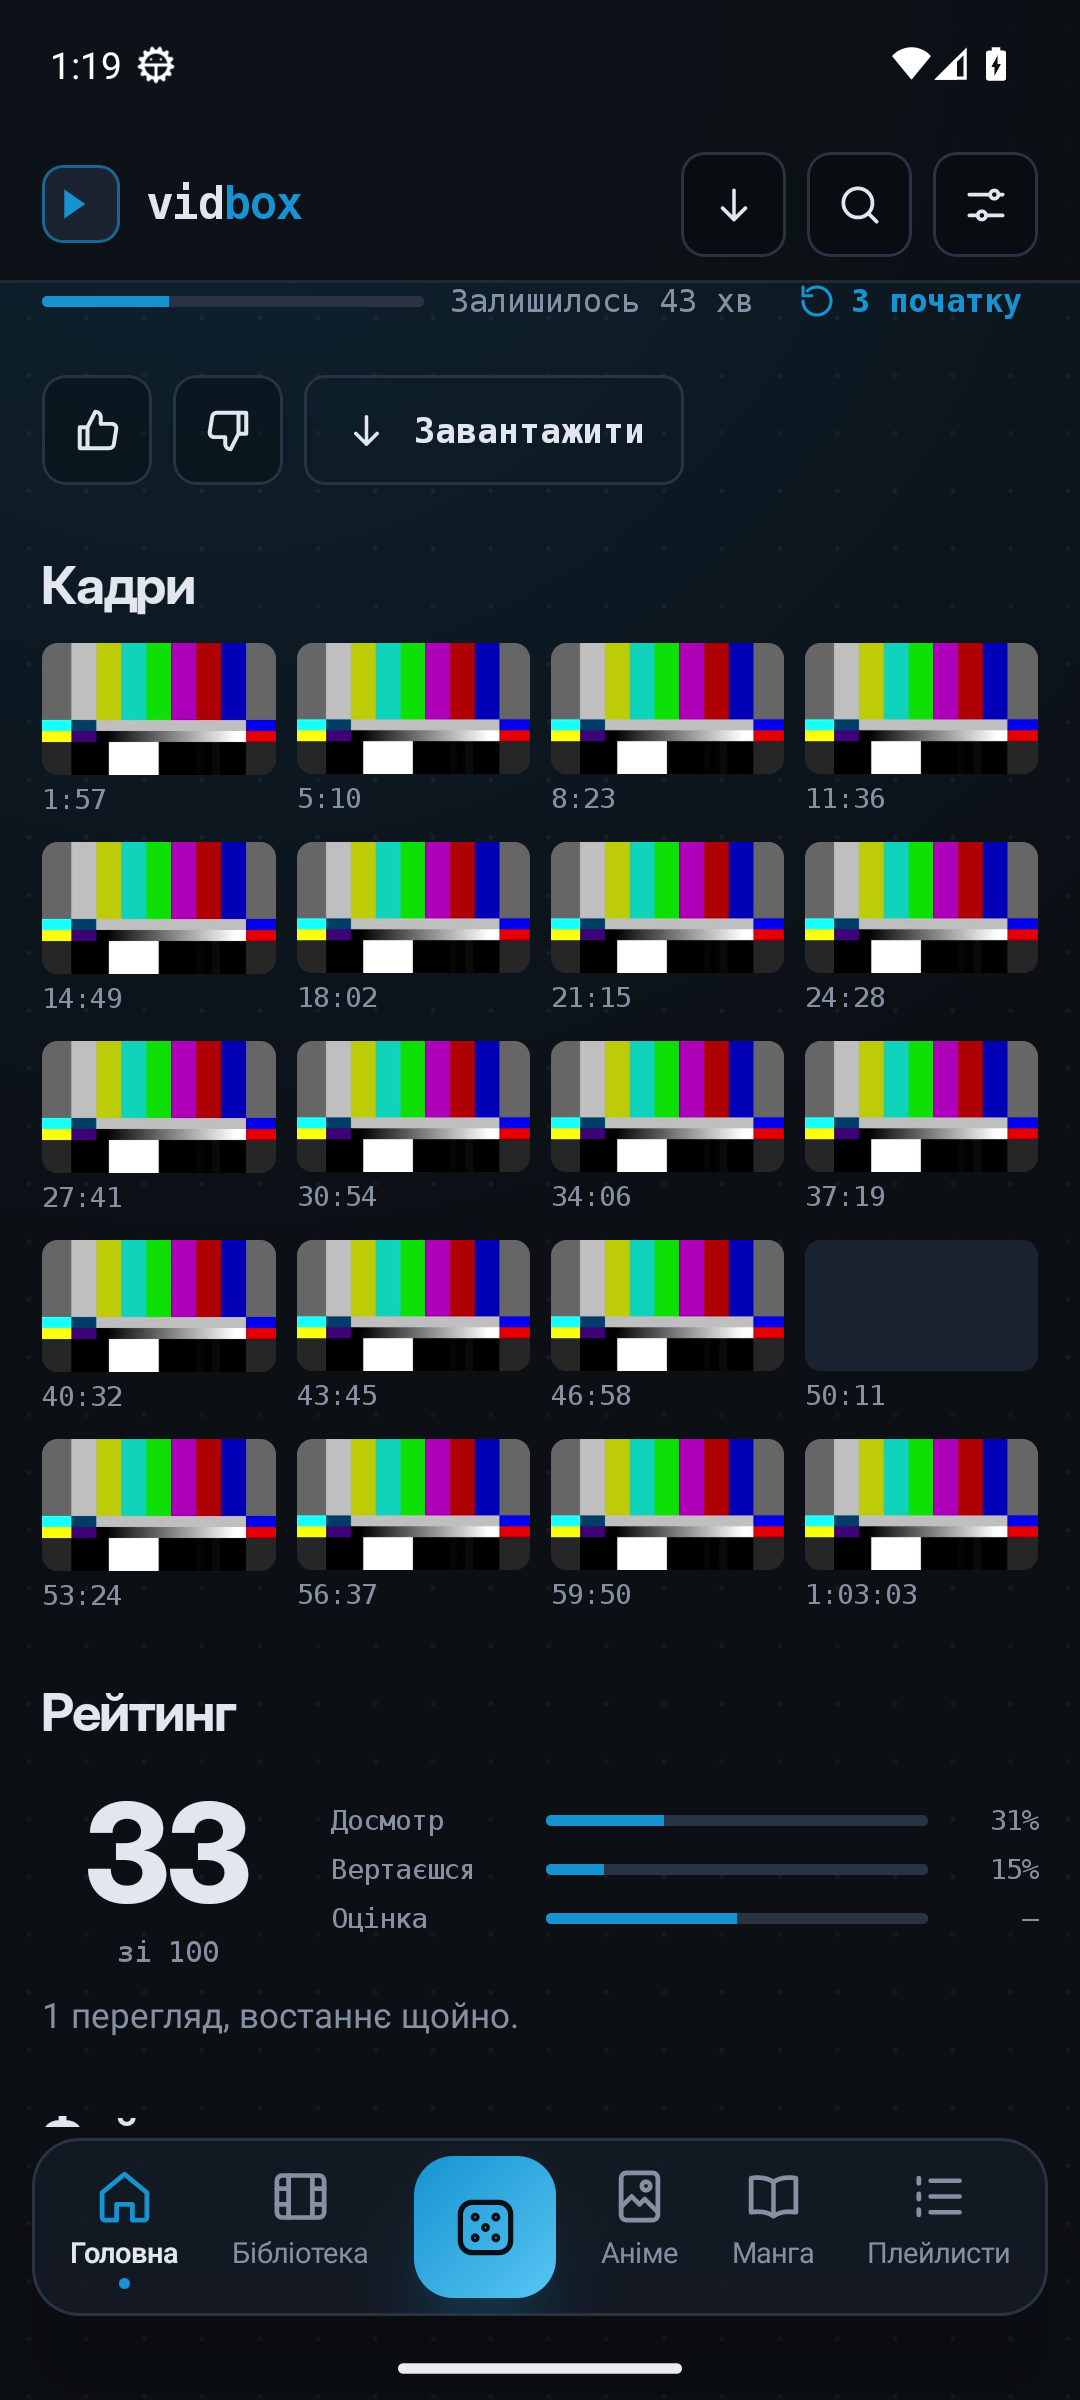 1:19
vidbox
Залишилось 43 хв З початку
Завантажити
Кадри
1:57 5:10 8:23 11:36
14:49 18:02 21:15 24:28
27:41 30:54 34:06 37:19
40:32 43:45 46:58 50:11
53:24 56:37 59:50 1:03:03
Рейтинг
33
зі 100
Досмотр 31%
Вертаєшся 15%
Оцінка —
1 перегляд, востаннє щойно.
Головна Бібліотека Аніме Манга Плейлисти